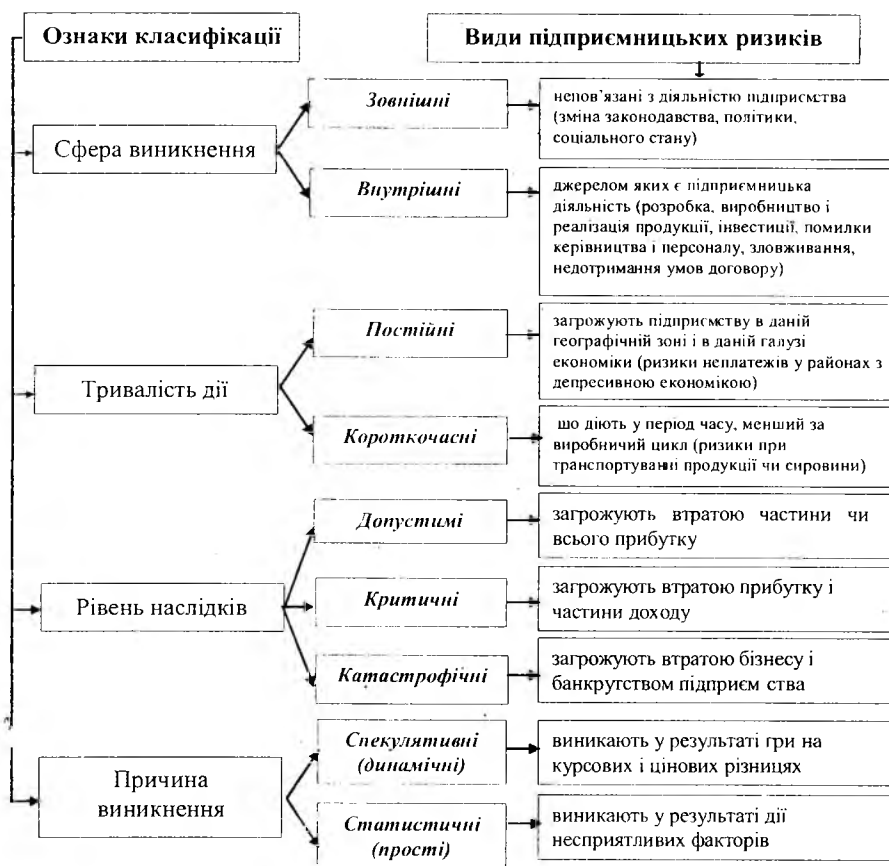 Ознаки класифікації
Види підприємницьких ризиків
Сфера виникнення
Зовнішні
непов’язані з діяльністю підприємства
(зміна законодавства, політики,
соціального стану)
Внутрішні
джерелом яких є підприємницька
діяльність (розробка, виробництво і
реалізація продукції, інвестиції, помилки
керівництва і персоналу, зловживання,
недотримання умов договору)
Тривалість дії
Постійні
загрожують підприємству в даній
географічній зоні і в даній галузі
економіки (ризики неплатежів у районах з
депресивною економікою)
Короткочасні
що діють у період часу, менший за
виробничий цикл (ризики при
транспортуванні продукції чи сировини)
Рівень наслідків
Допустимі
загрожують втратою частини чи
всього прибутку
Критичні
загрожують втратою прибутку і
частини доходу
Катастрофічні
загрожують втратою бізнесу і
банкрутством підприєм ства
Причина
виникнення
Спекулятивні
(динамічні)
виникають у результаті гри на
курсових і цінових різницях
Статистичні
(прості)
виникають у результаті дії
несприятливих факторів